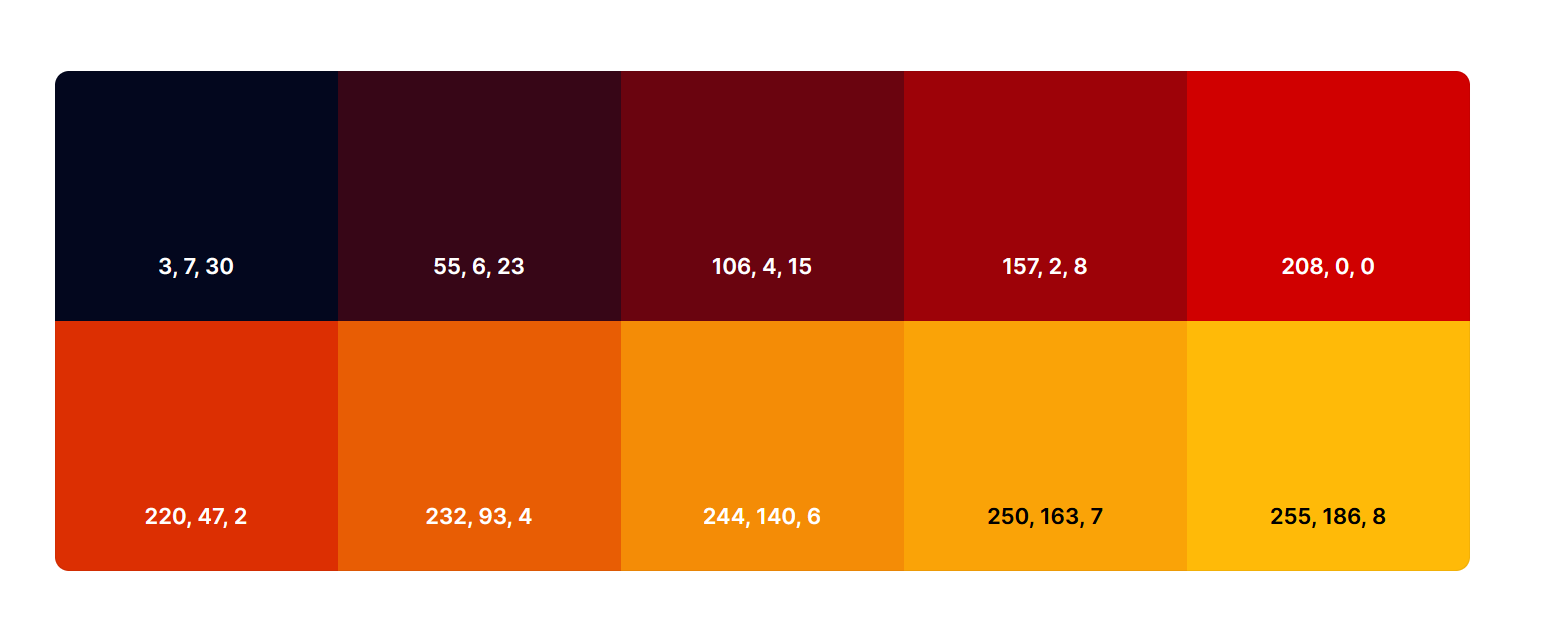 3, 7, 30
55, 6, 23
106, 4, 15
157, 2, 8
208, 0, 0
220, 47, 2
232, 93, 4
244, 140, 6
250, 163, 7
255, 186, 8